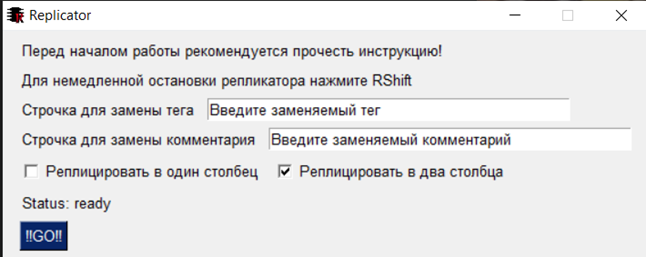 Replicator
Перед началом работы рекомендуется прочесть инструкцию!
Для немедленной остановки репликатора нажмите RShift
Строчка для замены тега Введите заменяемый тег
Строчка для замены комментария Введите заменяемый комментарий
Реплицировать в один столбец Реплицировать в два столбца
Status: ready
!!GO!!